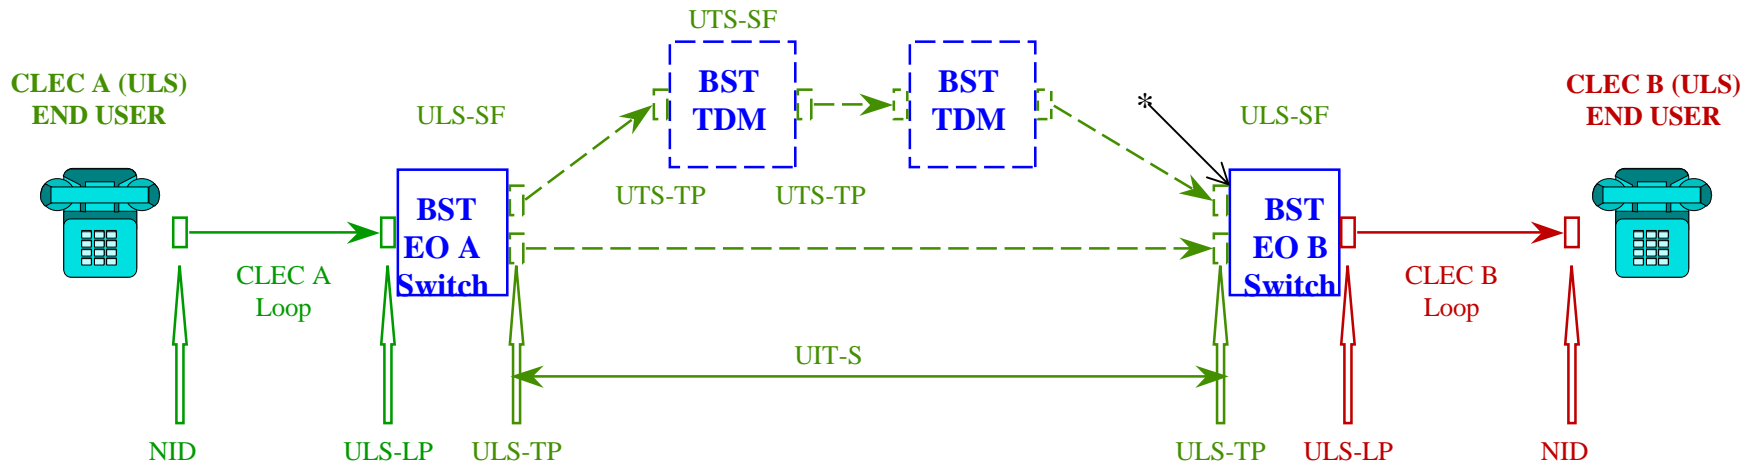 UTS-SF
CLEC A (ULS)
END USER
ULS-SF
BST
TDM
BST
TDM
*
ULS-SF
CLEC B (ULS)
END USER
UTS-TP
UTS-TP
BST
EO A
Switch
BST
EO B
Switch
CLEC A
Loop
CLEC B
Loop
UIT-S
NID
ULS-LP
ULS-TP
ULS-TP
ULS-LP
NID